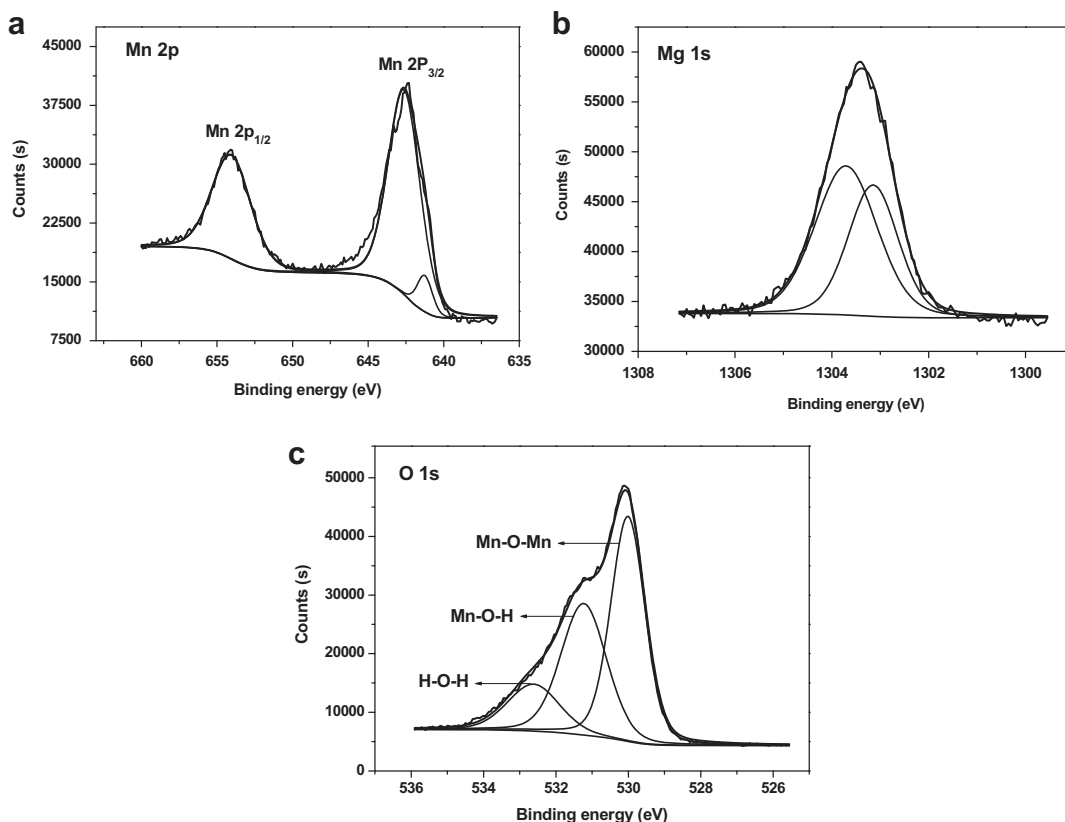 a
Mn 2p
Mn 2P3/2
Mn 2p1/2
45000
37500
30000
22500
15000
7500
Counts (s)
660 655 650 645 640 635
Binding energy (eV)
b
Mg 1s
60000
55000
50000
45000
40000
35000
30000
Counts (s)
1308 1306 1304 1302 1300
Binding energy (eV)
c
O 1s
50000
40000
30000
20000
10000
0
Counts (s)
Mn-O-Mn
Mn-O-H
H-O-H
536 534 532 530 528 526
Binding energy (eV)